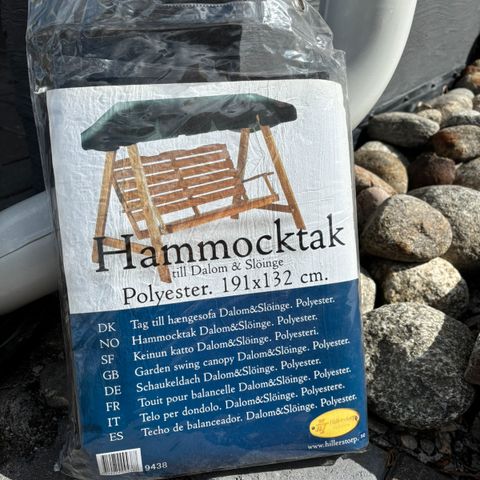 Hammocktak
till Dalom & Slöinge
Polyester. 191x132 cm.
DK Tag till hængesofa Dalom&Slöinge. Polyester.
NO Hammocktak Dalom&Slöinge. Polyester.
SF Keinun katto Dalom&Slöinge. Polyesteri.
GB Garden swing canopy Dalom&Slöinge. Polyester.
DE Schaukeldach Dalom&Slöinge. Polyester.
FR Touit pour balancelle Dalom&Slöinge. Polyester.
IT Telo per dondolo. Dalom&Slöinge. Polyestere.
ES Techo de balanceador. Dalom&Slöinge. Polyester.
Hillerstorp
www.hillerstorp.se
9438